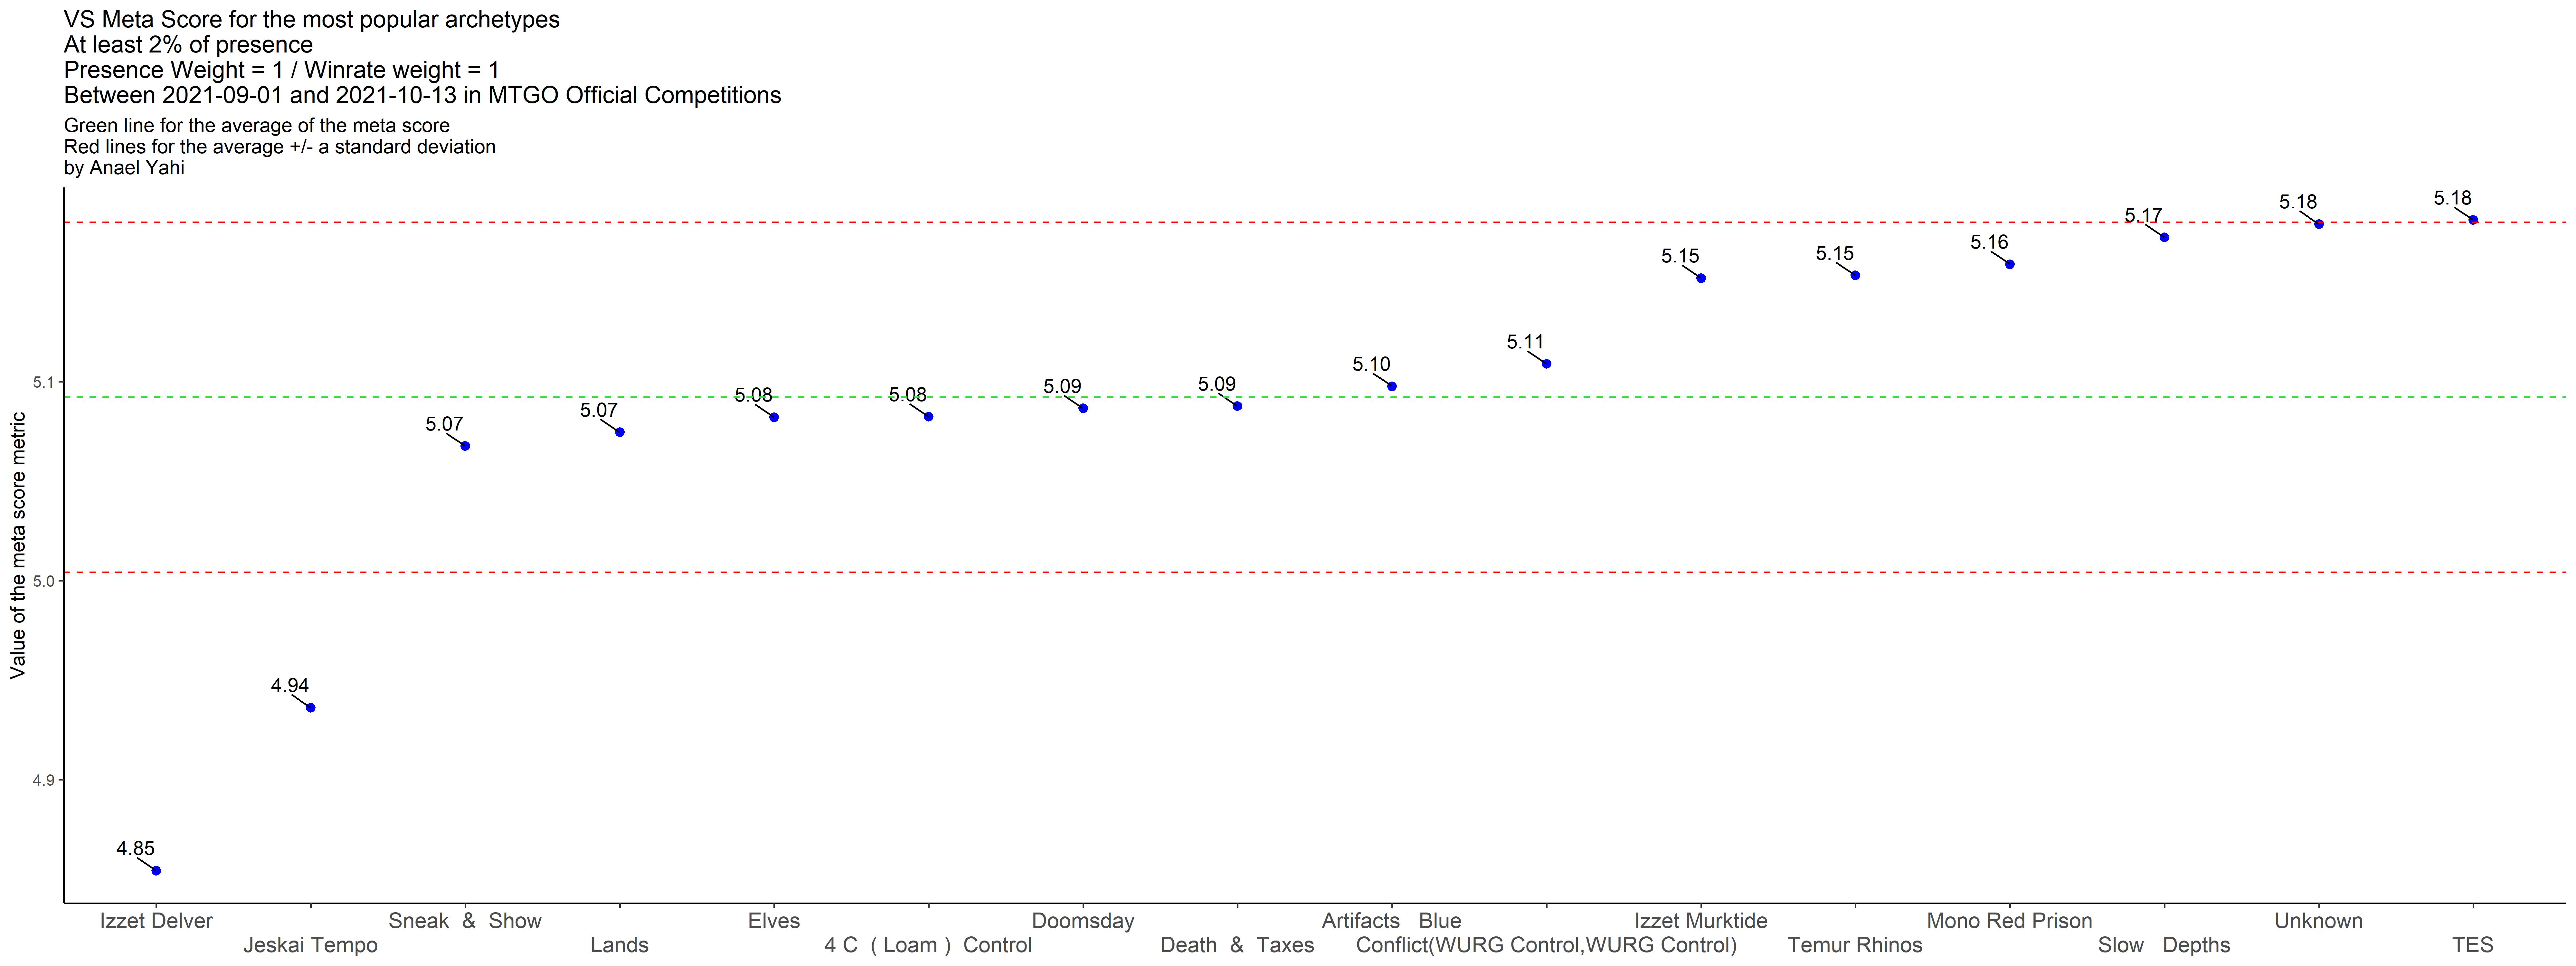 VS Meta Score for the most popular archetypes
At least 2% of presence
Presence Weight = 1 / Winrate weight = 1
Between 2021-09-01 and 2021-10-13 in MTGO Official Competitions
Green line for the average of the meta score
Red lines for the average +/- a standard deviation
by Anael Yahi
Value of the meta score metric
5.1
5.0
4.9
4.85
4.94
5.07
5.07
5.08
5.08
5.09
5.09
5.10
5.11
5.15
5.15
5.16
5.17
5.18
5.18
Izzet Delver
Jeskai Tempo
Sneak & Show
Lands
Elves
4 C ( Loam ) Control
Doomsday
Death & Taxes
Artifacts Blue
Conflict(WURG Control,WURG Control)
Izzet Murktide
Temur Rhinos
Mono Red Prison
Slow Depths
Unknown
TES